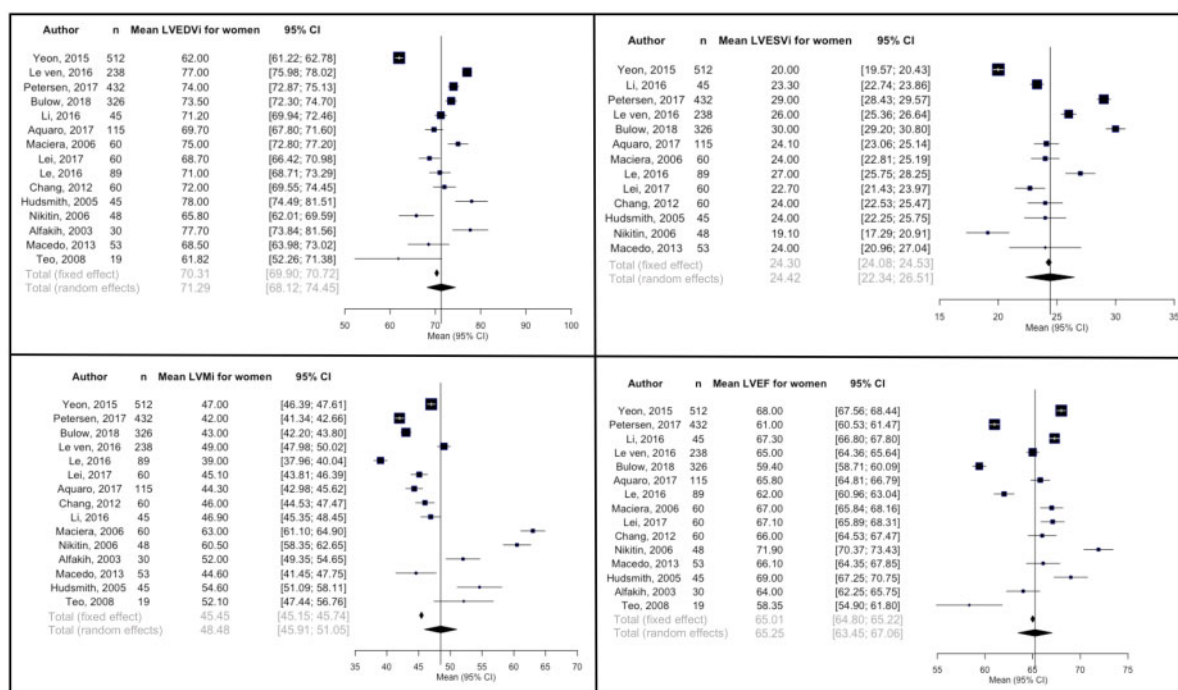 Author n Mean LVEDVi for women 95% CI
Yeon, 2015 512 62.00 [61.22; 62.78]
Le ven, 2016 238 77.00 [75.98; 78.02]
Petersen, 2017 432 74.00 [72.87; 75.13]
Bulow, 2018 326 73.50 [72.30; 74.70]
Li, 2016 45 71.20 [69.94; 72.46]
Aquaro, 2017 115 69.70 [67.80; 71.60]
Maciera, 2006 60 75.00 [72.80; 77.20]
Lei, 2017 60 68.70 [66.42; 70.98]
Le, 2016 89 71.00 [68.71; 73.29]
Chang, 2012 60 72.00 [69.55; 74.45]
Hudsmith, 2005 45 78.00 [74.49; 81.51]
Nikitin, 2006 48 65.80 [62.01; 69.59]
Alfakih, 2003 30 77.70 [73.84; 81.56]
Macedo, 2013 53 68.50 [63.98; 73.02]
Teo, 2008 19 61.82 [52.26; 71.38]
Total (fixed effect) 70.31 [69.90; 70.72]
Total (random effects) 71.29 [68.12; 74.45]
50 60 70 80 90 100
Mean (95% CI)
Author n Mean LVESVi for women 95% CI
Yeon, 2015 512 20.00 [19.57; 20.43]
Li, 2016 45 23.30 [22.74; 23.86]
Petersen, 2017 432 29.00 [28.43; 29.57]
Le ven, 2016 238 26.00 [25.36; 26.64]
Bulow, 2018 326 30.00 [29.20; 30.80]
Aquaro, 2017 115 24.10 [23.06; 25.14]
Maciera, 2006 60 24.00 [22.81; 25.19]
Le, 2016 89 27.00 [25.75; 28.25]
Lei, 2017 60 22.70 [21.43; 23.97]
Chang, 2012 60 24.00 [22.53; 25.47]
Hudsmith, 2005 45 24.00 [22.25; 25.75]
Nikitin, 2006 48 19.10 [17.29; 20.91]
Macedo, 2013 53 24.00 [20.96; 27.04]
Total (fixed effect) 24.30 [24.08; 24.53]
Total (random effects) 24.42 [22.34; 26.51]
15 20 25 30 35
Mean (95% CI)
Author n Mean LVMi for women 95% CI
Yeon, 2015 512 47.00 [46.39; 47.61]
Petersen, 2017 432 42.00 [41.34; 42.66]
Bulow, 2018 326 43.00 [42.20; 43.80]
Le ven, 2016 238 49.00 [47.98; 50.02]
Le, 2016 89 39.00 [37.96; 40.04]
Lei, 2017 60 45.10 [43.81; 46.39]
Aquaro, 2017 115 44.30 [42.98; 45.62]
Chang, 2012 60 46.00 [44.53; 47.47]
Li, 2016 45 46.90 [45.35; 48.45]
Maciera, 2006 60 63.00 [61.10; 64.90]
Nikitin, 2006 48 60.50 [58.35; 62.65]
Alfakih, 2003 30 52.00 [49.35; 54.65]
Macedo, 2013 53 44.60 [41.45; 47.75]
Hudsmith, 2005 45 54.60 [51.09; 58.11]
Teo, 2008 19 52.10 [47.44; 56.76]
Total (fixed effect) 45.45 [45.15; 45.74]
Total (random effects) 48.48 [45.91; 51.05]
35 40 45 50 55 60 65 70
Mean (95% CI)
Author n Mean LVEF for women 95% CI
Yeon, 2015 512 68.00 [67.56; 68.44]
Petersen, 2017 432 61.00 [60.53; 61.47]
Li, 2016 45 67.30 [66.80; 67.80]
Le ven, 2016 238 65.00 [64.36; 65.64]
Bulow, 2018 326 59.40 [58.71; 60.09]
Aquaro, 2017 115 65.80 [64.81; 66.79]
Le, 2016 89 62.00 [60.96; 63.04]
Maciera, 2006 60 67.00 [65.84; 68.16]
Lei, 2017 60 67.10 [65.89; 68.31]
Chang, 2012 60 66.00 [64.53; 67.47]
Nikitin, 2006 48 71.90 [70.37; 73.43]
Macedo, 2013 53 66.10 [64.35; 67.85]
Hudsmith, 2005 45 69.00 [67.25; 70.75]
Alfakih, 2003 30 64.00 [62.25; 65.75]
Teo, 2008 19 58.35 [54.90; 61.80]
Total (fixed effect) 65.01 [64.80; 65.22]
Total (random effects) 65.25 [63.45; 67.06]
55 60 65 70 75
Mean (95% CI)